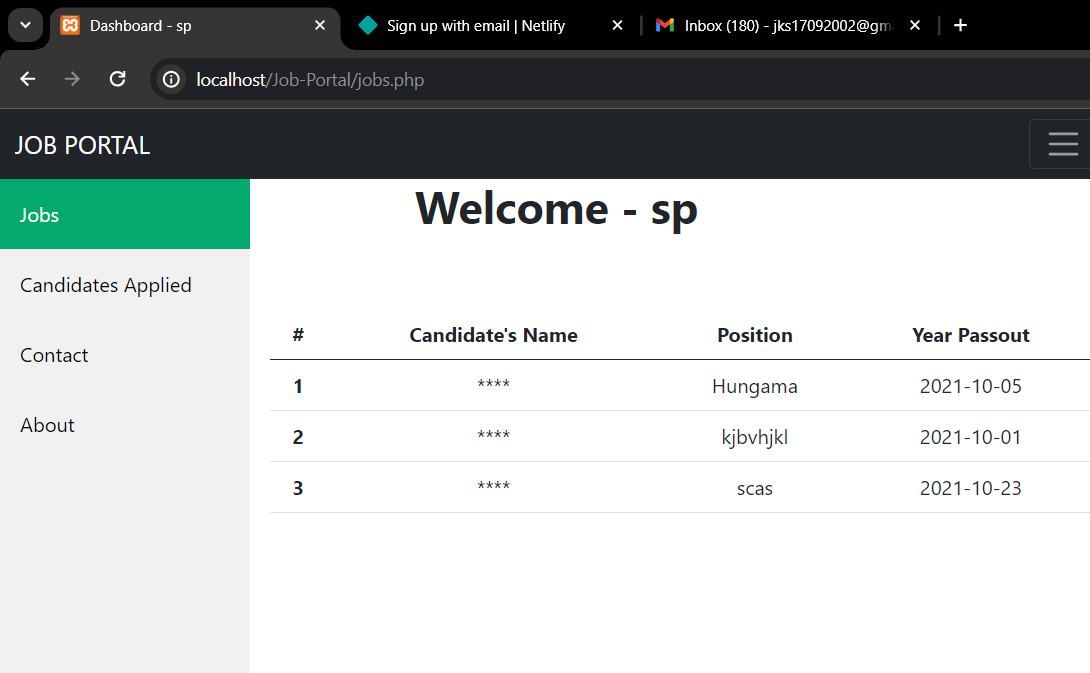 Dashboard - sp
Sign up with email | Netlify
Inbox (180) - jks17092002@gm
localhost/Job-Portal/jobs.php
JOB PORTAL
Jobs
Candidates Applied
Contact
About
Welcome - sp
# Candidate's Name Position Year Passout
1 **** Hungama 2021-10-05
2 **** kjbvhjkl 2021-10-01
3 **** scas 2021-10-23